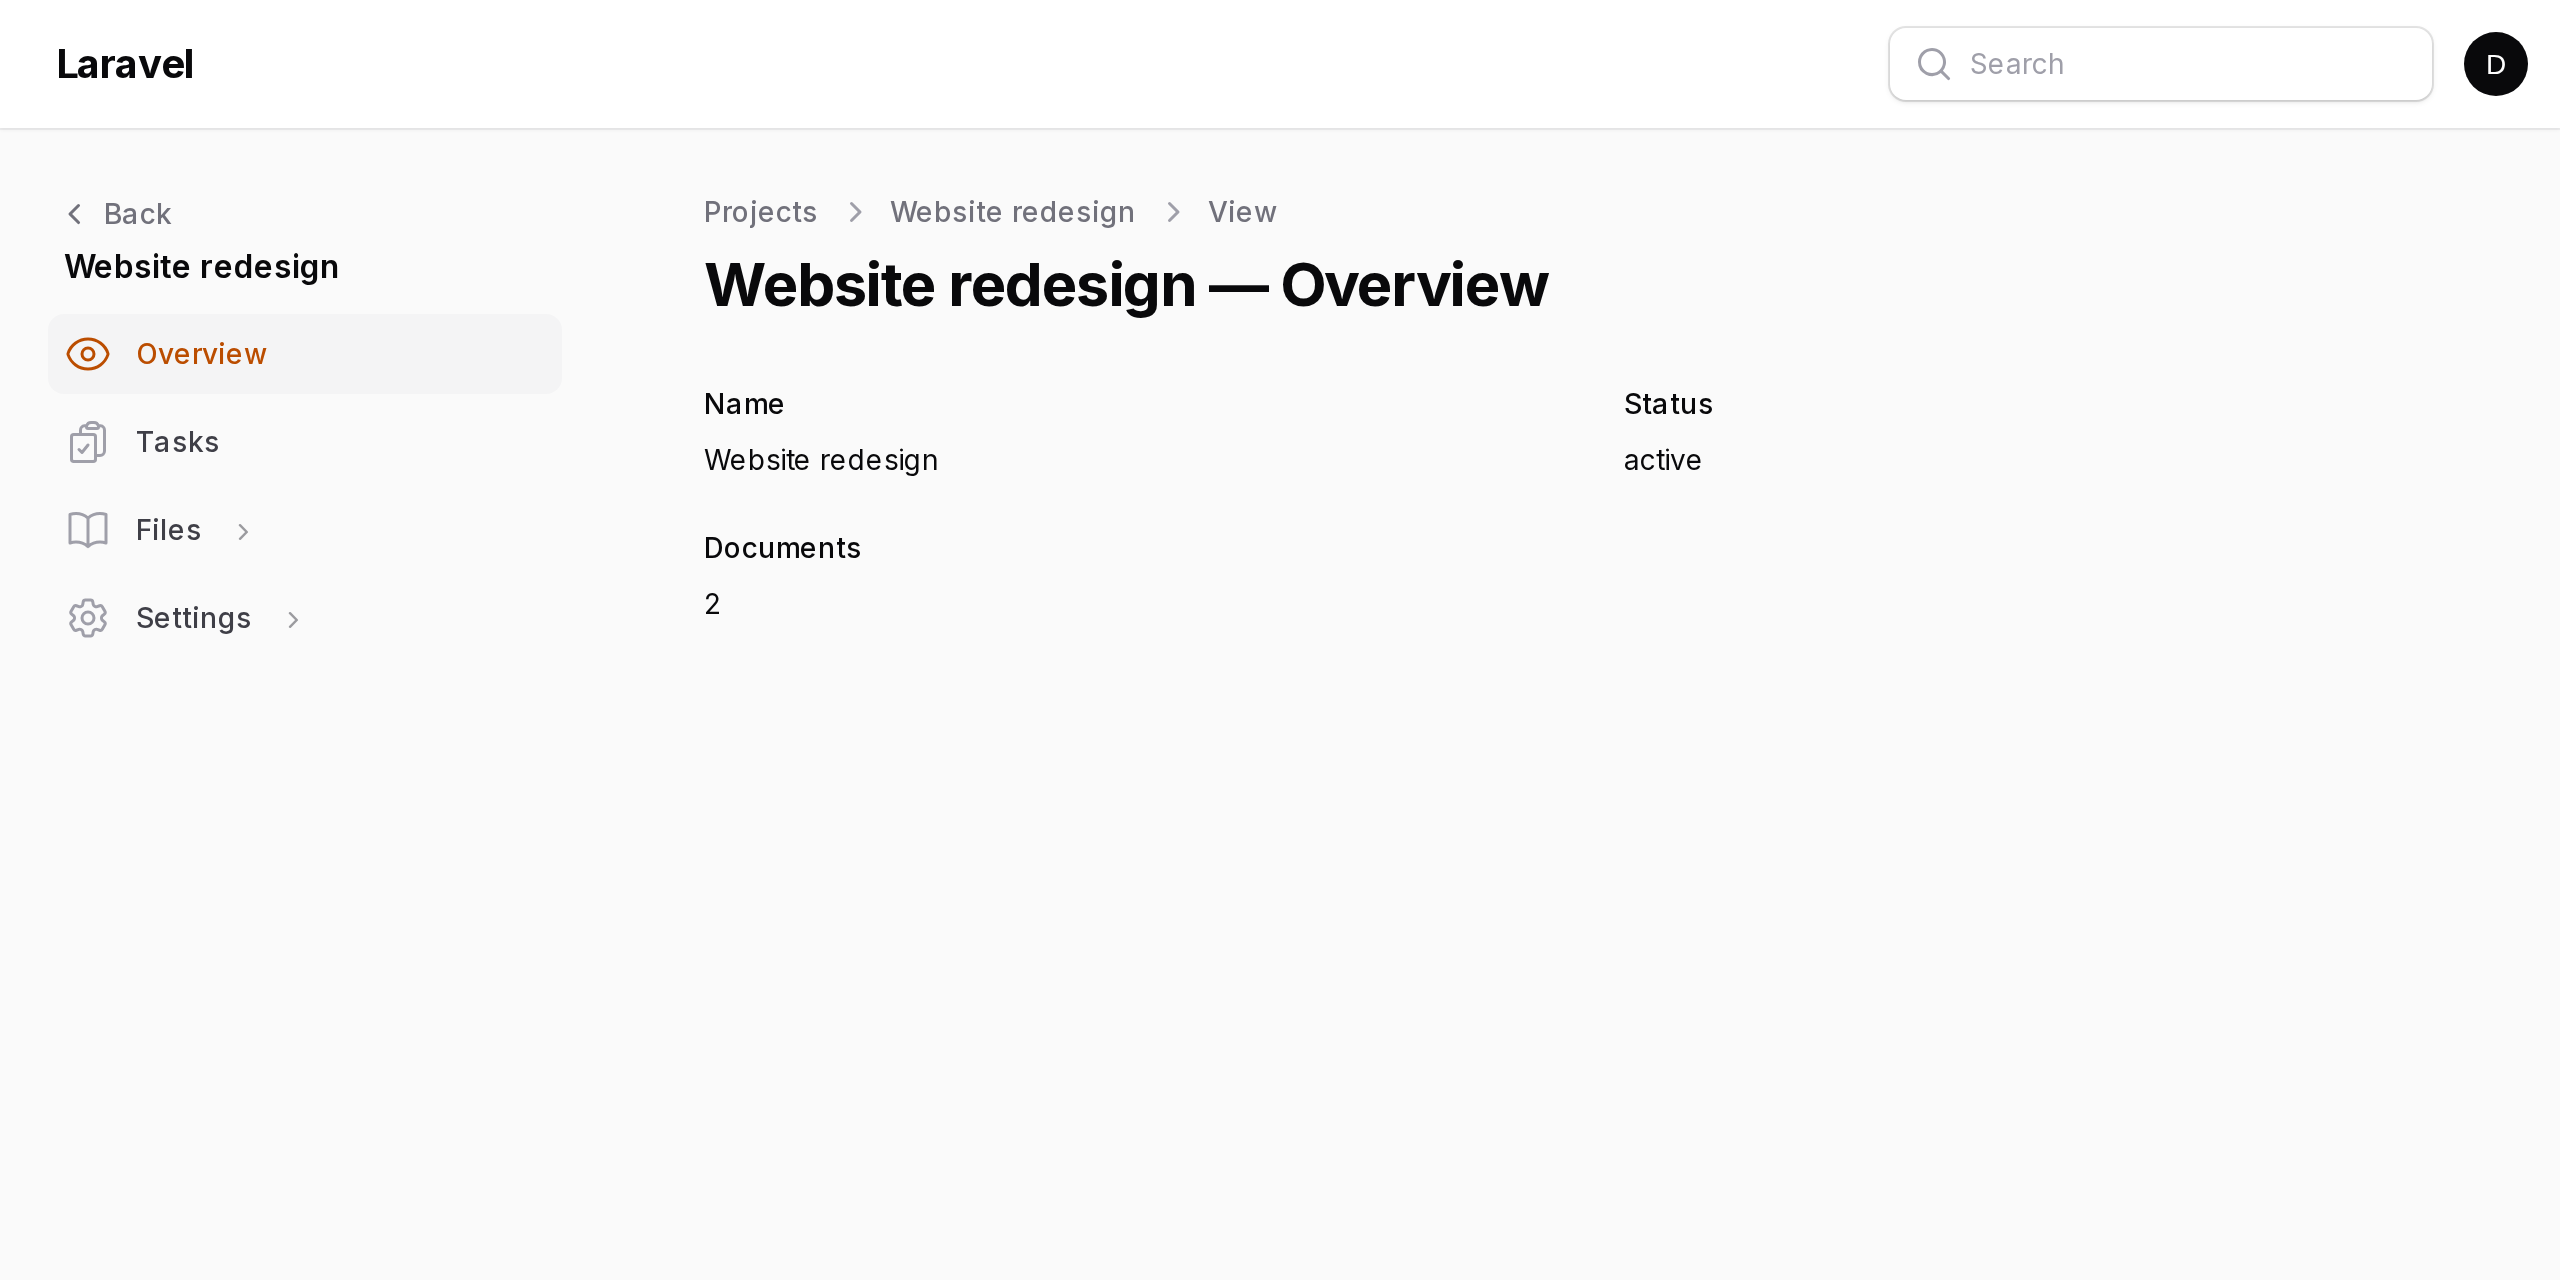 Laravel
Search
D
Back
Website redesign
Overview
Tasks
Files
Settings
Projects > Website redesign > View
Website redesign — Overview
Name
Website redesign
Status
active
Documents
2